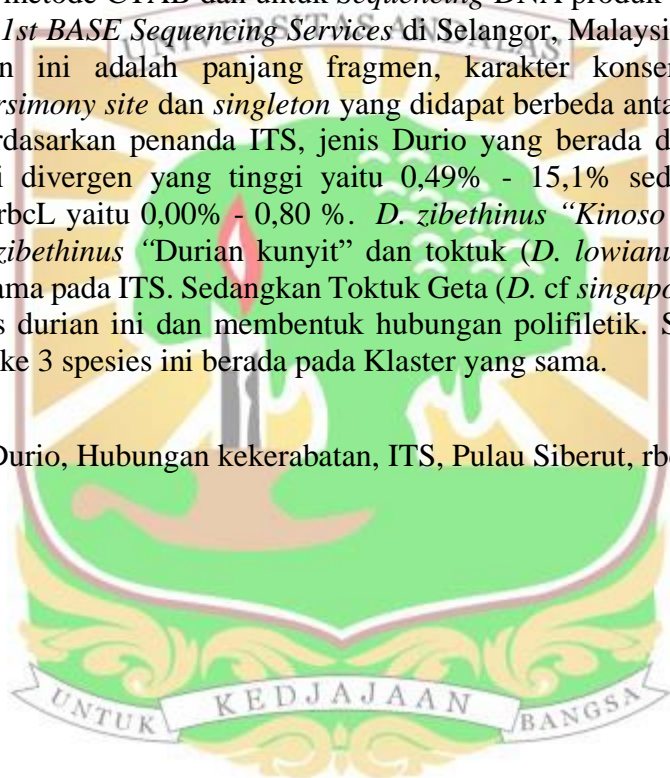 metode CTAB dan untuk Sequencing DNA produk
1st BASE Sequencing Services di Selangor, Malaysi
n ini adalah panjang fragmen, karakter konser
rsimony site dan singleton yang didapat berbeda anta
rdasarkan penanda ITS, jenis Durio yang berada d
i divergen yang tinggi yaitu 0,49% - 15,1% sed
rbcL yaitu 0,00% - 0,80 %. D. zibethinus “Kinoso
zibethinus “Durian kunyit” dan toktuk (D. lowianu
ama pada ITS. Sedangkan Toktuk Geta (D. cf singapo
s durian ini dan membentuk hubungan polifiletik. S
ke 3 spesies ini berada pada Klaster yang sama.
Durio, Hubungan kekerabatan, ITS, Pulau Siberut, rb
UNIVERSITAS ANDALAS
UNTUK KEDJAJAAN BANGSA